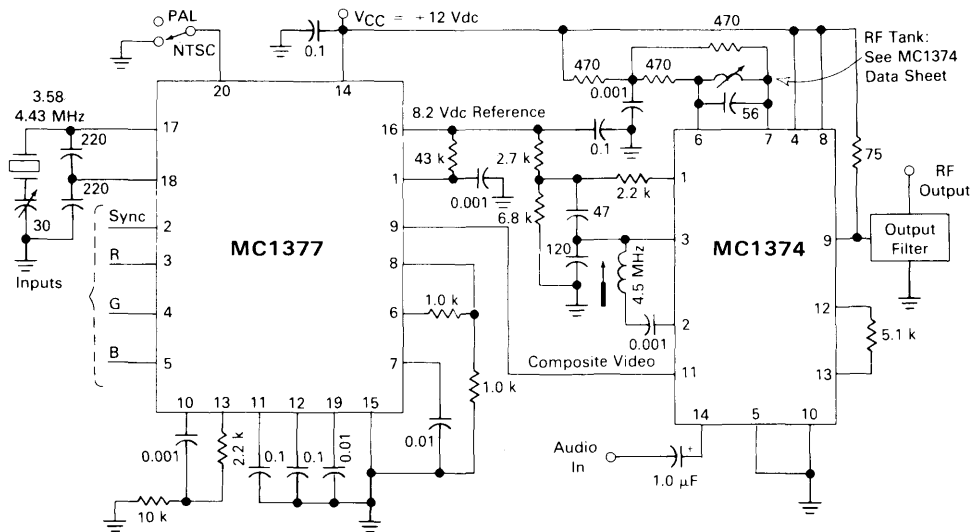 PAL
NTSC
VCC = +12 Vdc
0.1
470
RF Tank:
See MC1374
Data Sheet
3.58
4.43 MHz
220
220
30
20
14
17
18
Sync
2
R
3
G
4
B
5
Inputs
MC1377
16
1
9
8
6
7
10
13
11
12
19
15
8.2 Vdc Reference
43 k
0.001
2.7 k
6.8 k
0.1
470
470
0.001
56
2.2 k
47
120
4.5 MHz
0.001
1.0 k
1.0 k
0.01
Composite Video
6
7
4
8
1
3
2
11
MC1374
9
12
13
14
5
10
75
RF
Output
Output
Filter
5.1 k
Audio
In
1.0 μF
+
0.001
2.2 k
0.1
0.1
0.01
10 k